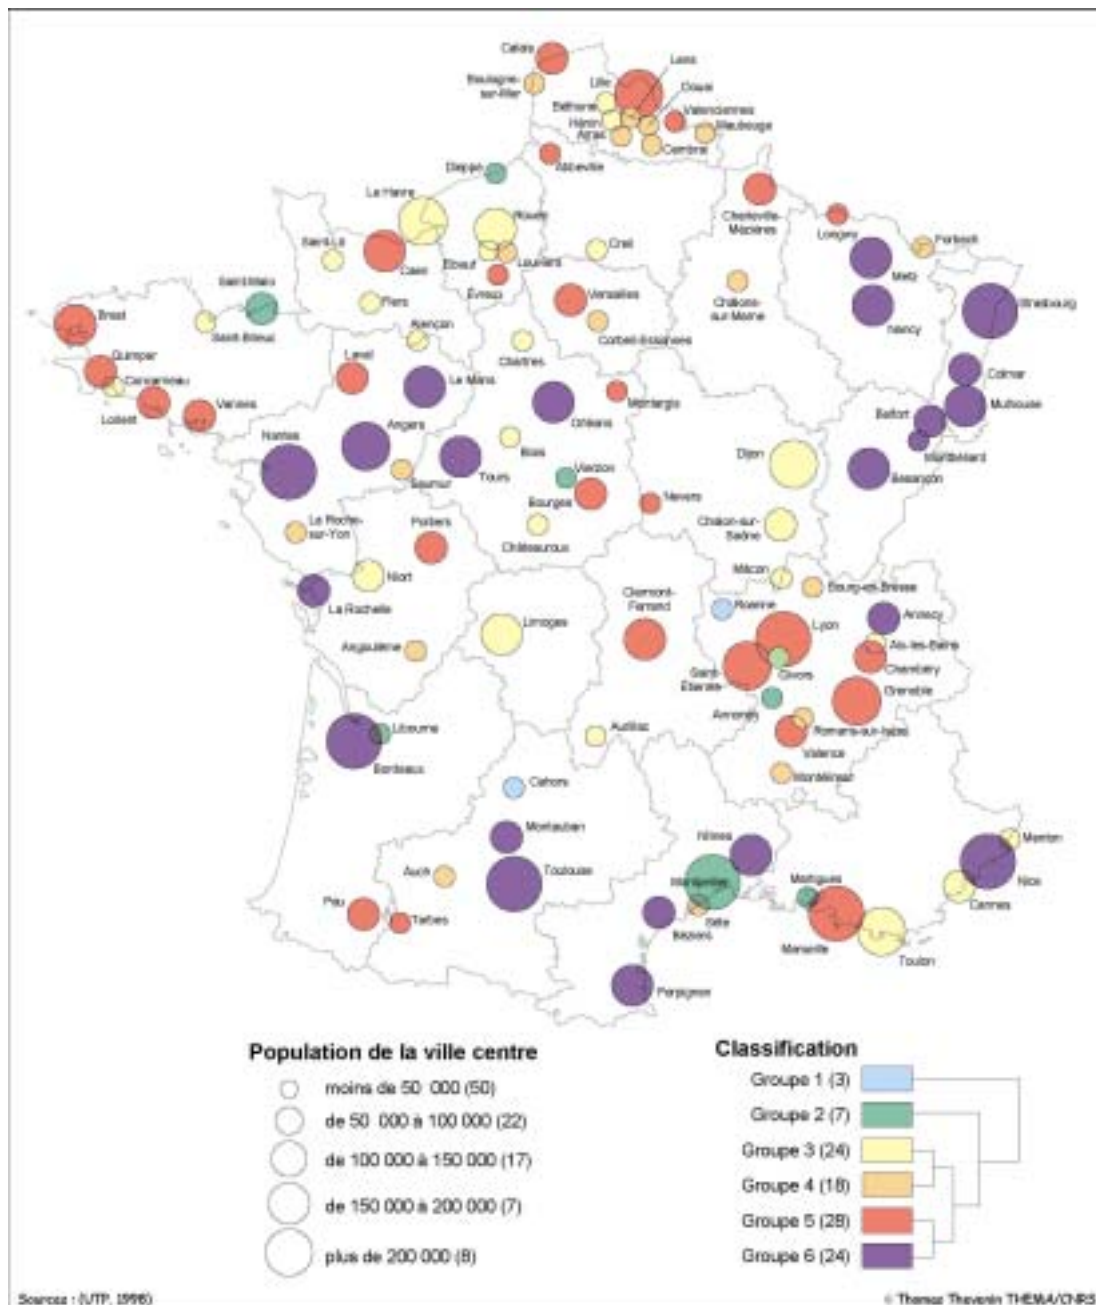 Calais
Lens
Boulogne-
sur-Mer
Lille
Douai
Béthune
Valenciennes
Hénin
Maubeuge
Arras
Cambrai
Abbeville
Dieppe
Le Havre
Rouen
Charleville-
Mézières
Longwy
Forbach
Saint-Lô
Caen
Elbeuf
Louviers
Creil
Metz
Évreux
Versailles
Châlons-
sur-Marne
Saint-Malo
Flers
Nancy
Strasbourg
Brest
Saint-Brieuc
Alençon
Corbeil-Essonnes
Chartres
Quimper
Laval
Le Mans
Colmar
Concarneau
Montargis
Mulhouse
Lorient
Vannes
Orléans
Belfort
Nantes
Angers
Blois
Montbéliard
Dijon
Tours
Vierzon
Besançon
Saumur
Bourges
Nevers
La Roche-
sur-Yon
Poitiers
Châteauroux
Chalon-sur-
Saône
Niort
Mâcon
Bourg-en-Bresse
La Rochelle
Clermont-
Ferrand
Roanne
Annecy
Limoges
Lyon
Aix-les-Bains
Angoulême
Chambéry
Saint-
Etienne
Givors
Grenoble
Annonay
Libourne
Aurillac
Romans-sur-Isère
Valence
Bordeaux
Montélimar
Cahors
Montauban
Nîmes
Menton
Auch
Toulouse
Montpellier
Martigues
Nice
Cannes
Pau
Tarbes
Sète
Béziers
Marseille
Toulon
Perpignan
Population de la ville centre
moins de 50 000 (50)
de 50 000 à 100 000 (22)
de 100 000 à 150 000 (17)
de 150 000 à 200 000 (7)
plus de 200 000 (8)
Classification
Groupe 1 (3)
Groupe 2 (7)
Groupe 3 (24)
Groupe 4 (18)
Groupe 5 (28)
Groupe 6 (24)
Sources : (UTP, 1998)
© Thomas Thevenin THEMA/CNRS